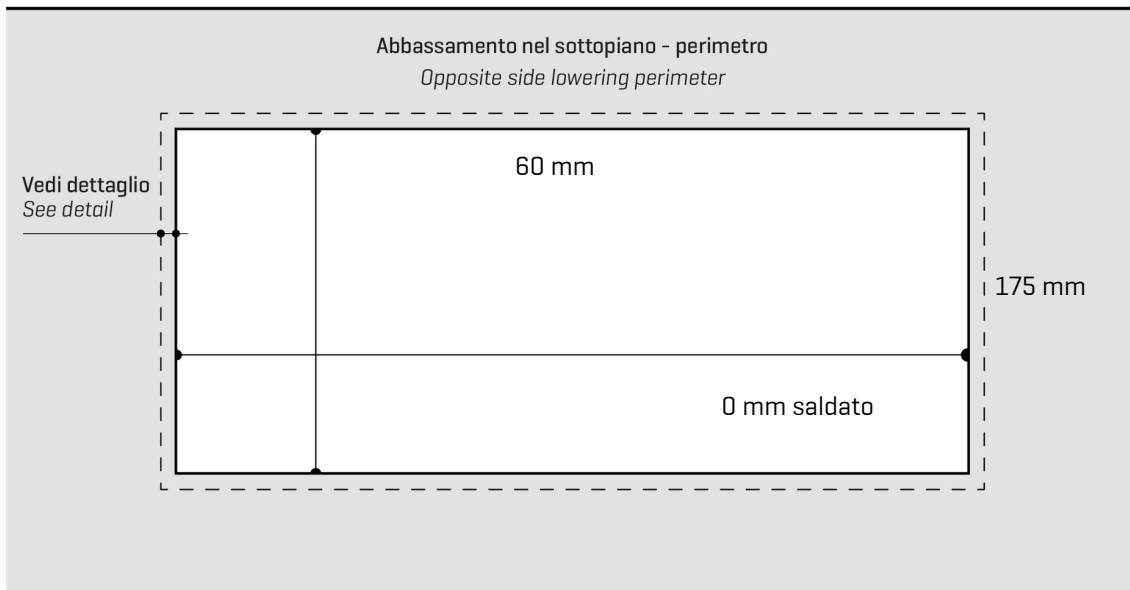 Abbassamento nel sottopiano - perimetro
Opposite side lowering perimeter
60 mm
Vedi dettaglio
See detail
175 mm
0 mm saldato